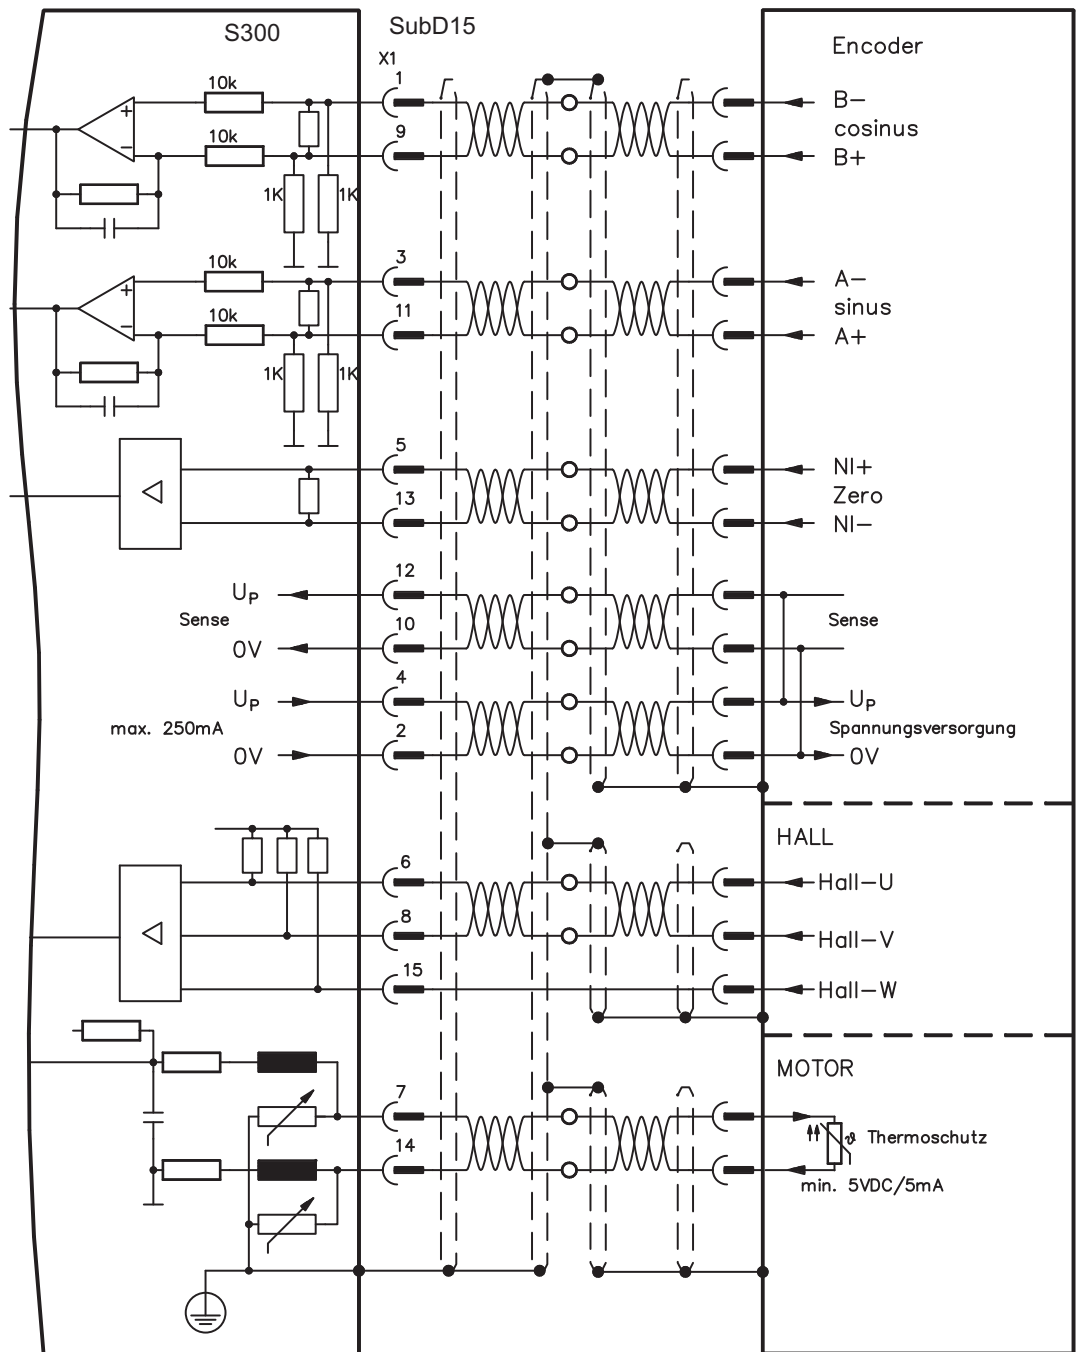 S300
SubD15
X1
Encoder
10k
1
B−
+
cosinus
10k
9
B+
−
1K
1K
10k
3
A−
+
sinus
10k
11
A+
−
1K
1K
5
NI+
Zero
13
NI−
UP
12
Sense
Sense
0V
10
UP
4
UP
max. 250mA
Spannungsversorgung
0V
2
0V
HALL
6
Hall−U
8
Hall−V
15
Hall−W
MOTOR
7
ϑ Thermoschutz
14
min. 5VDC/5mA